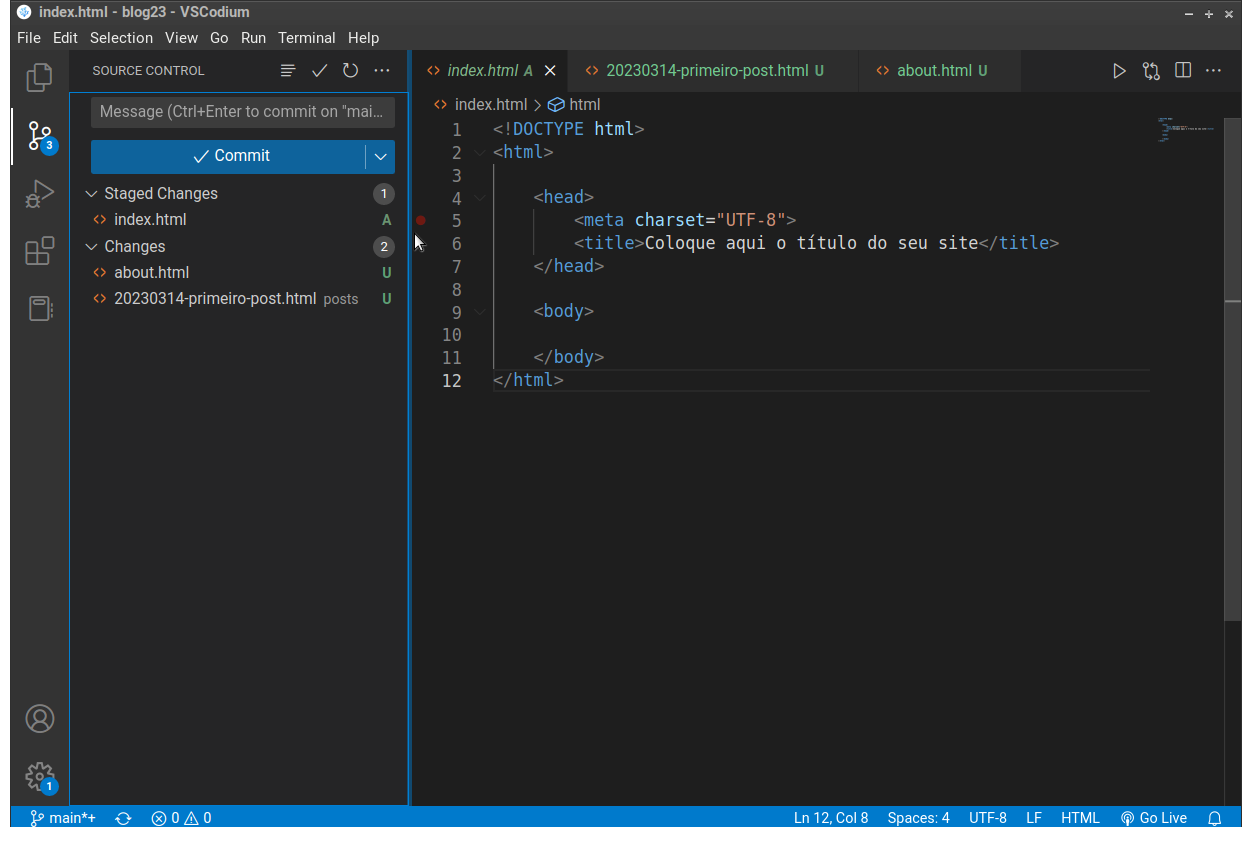 index.html - blog23 - VSCodium
File Edit Selection View Go Run Terminal Help
SOURCE CONTROL
Message (Ctrl+Enter to commit on "mai...
Commit
Staged Changes 1
index.html A
Changes 2
about.html U
20230314-primeiro-post.html posts U
3
1
index.html A
20230314-primeiro-post.html U
about.html U
index.html > html
1 <!DOCTYPE html>
2 <html>
3
4 <head>
5 <meta charset="UTF-8">
6 <title>Coloque aqui o título do seu site</title>
7 </head>
8
9 <body>
10
11 </body>
12 </html>
main*+ 0 0 Ln 12, Col 8 Spaces: 4 UTF-8 LF HTML Go Live